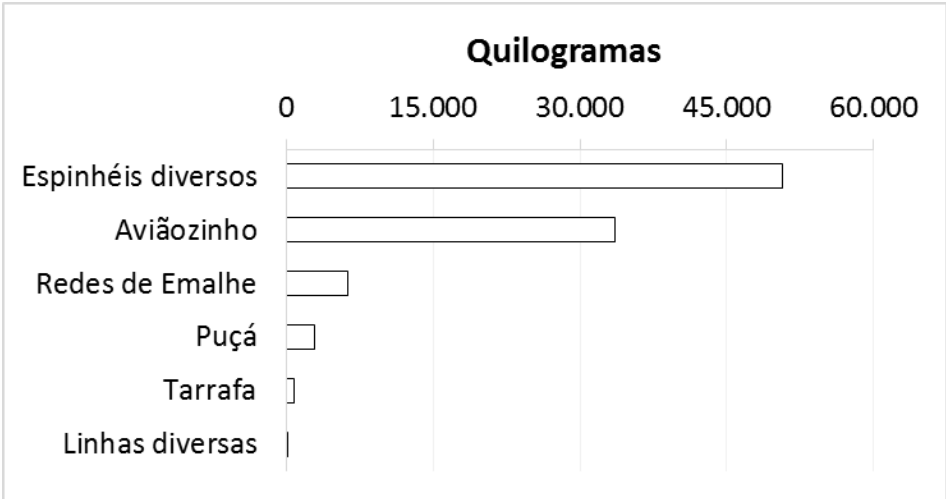 Quilogramas
0 15.000 30.000 45.000 60.000
Espinhéis diversos
Aviãozinho
Redes de Emalhe
Puçá
Tarrafa
Linhas diversas